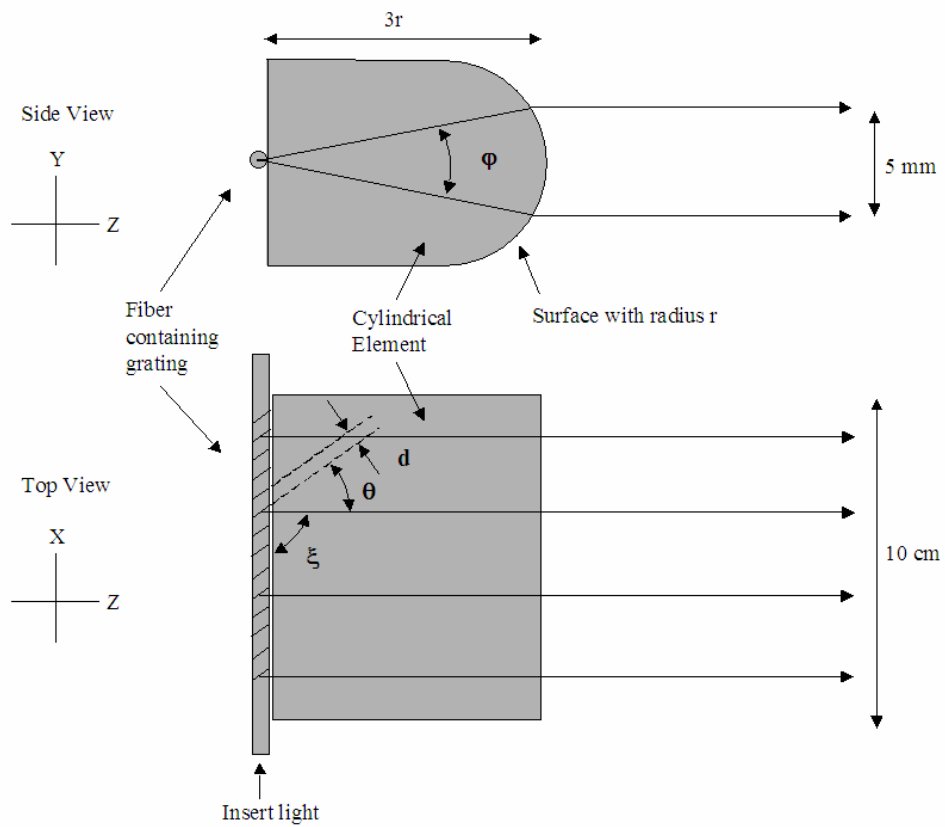 3r
Side View
Y
Z
φ
5 mm
Fiber
containing
grating
Cylindrical
Element
Surface with radius r
Top View
X
Z
d
θ
ξ
10 cm
Insert light